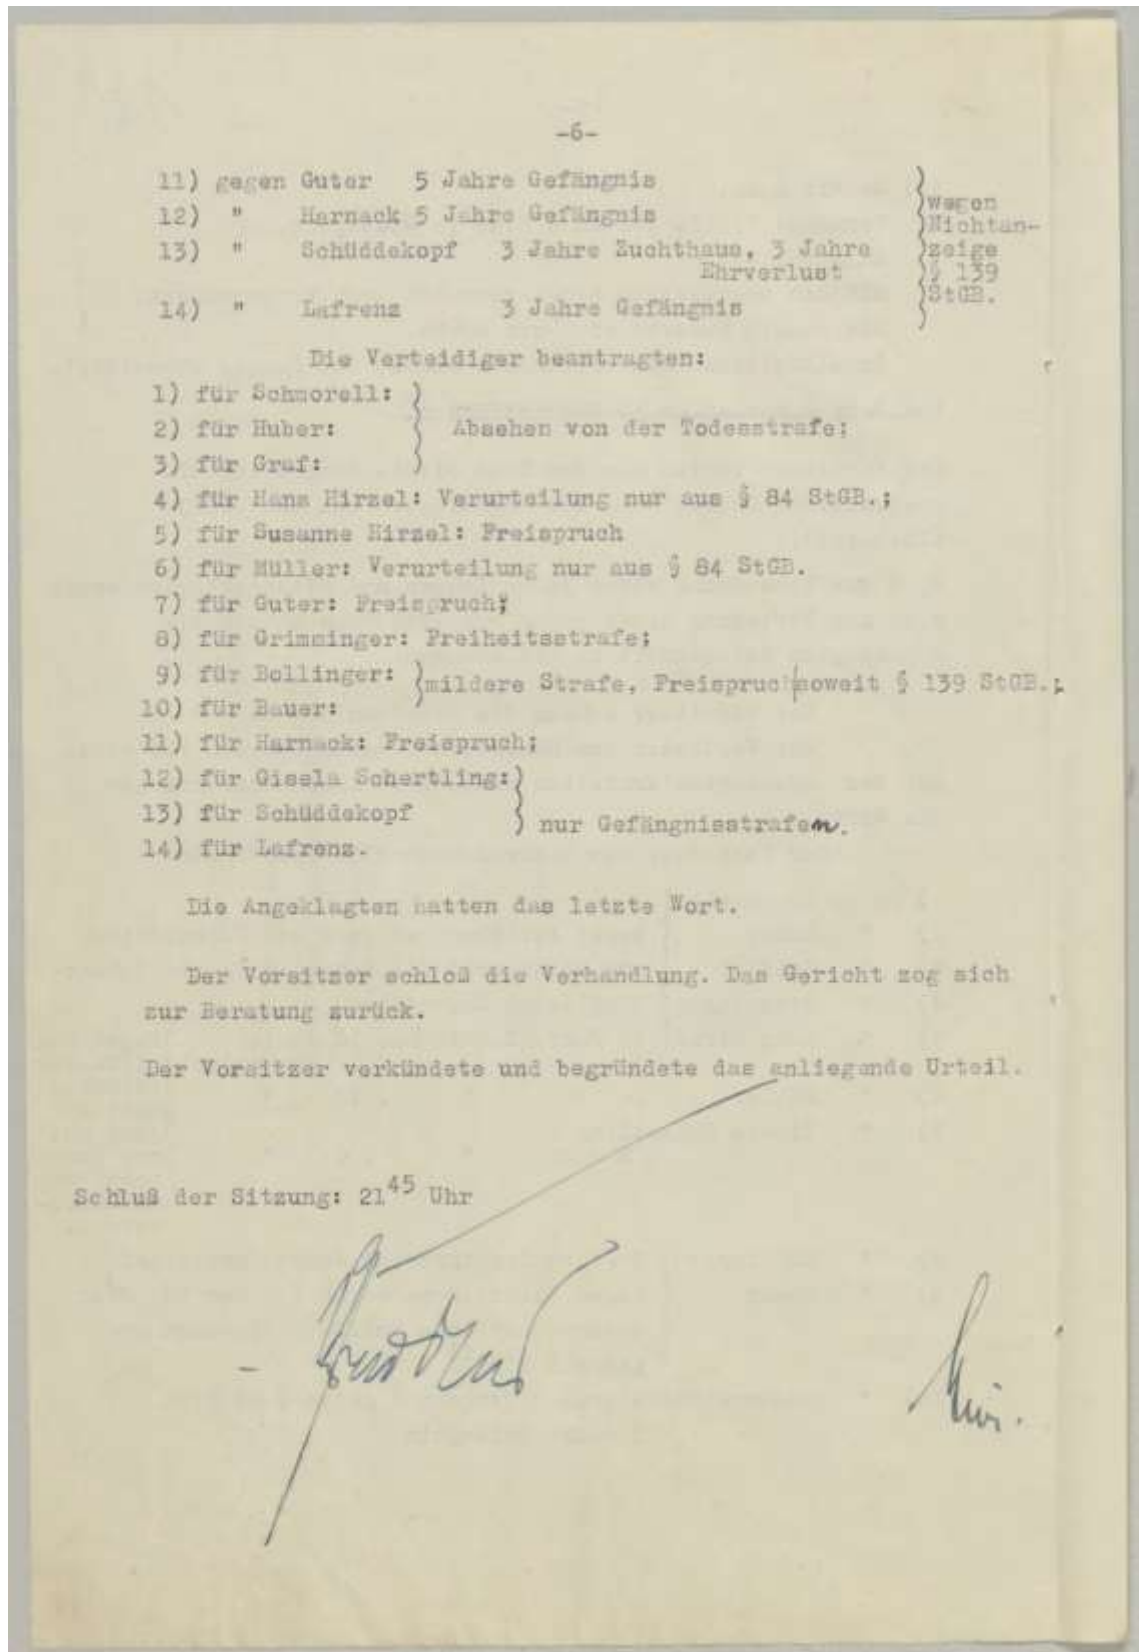 -6-
11) gegen Guter 5 Jahre Gefängnis
12) " Harnack 5 Jahre Gefängnis
13) " Schüddekopf 3 Jahre Zuchthaus, 3 Jahre
Ehrverlust
14) " Lafrenz 3 Jahre Gefängnis
wegen
Nichtan-
zeige
§ 139
StGB.
Die Verteidiger beantragten:
1) für Schmorell:
2) für Huber: Absehen von der Todesstrafe;
3) für Graf:
4) für Hans Hirzel: Verurteilung nur aus § 84 StGB.;
5) für Susanne Hirzel: Freispruch
6) für Müller: Verurteilung nur aus § 84 StGB.
7) für Guter: Freispruch;
8) für Grimminger: Freiheitsstrafe;
9) für Bollinger: mildere Strafe, Freispruch soweit § 139 StGB.;
10) für Bauer:
11) für Harnack: Freispruch;
12) für Gisela Schertling:
13) für Schüddekopf nur Gefängnisstrafen.
14) für Lafrenz.
Die Angeklagten hatten das letzte Wort.
Der Vorsitzer schloß die Verhandlung. Das Gericht zog sich
zur Beratung zurück.
Der Vorsitzer verkündete und begründete das anliegende Urteil.
Schluß der Sitzung: 21 45 Uhr